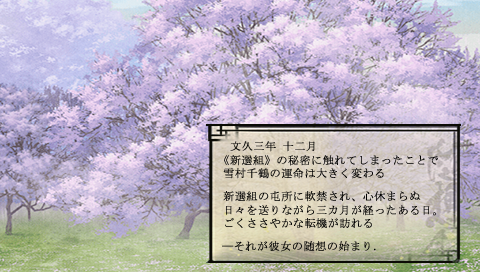 文久三年 十二月
《新選組》の秘密に触れてしまったことで
雪村千鶴の運命は大きく変わる
新選組の屯所に軟禁され、心休まらぬ
日々を送りながら三カ月が経ったある日。
ごくささやかな転機が訪れる
―それが彼女の随想の始まり.